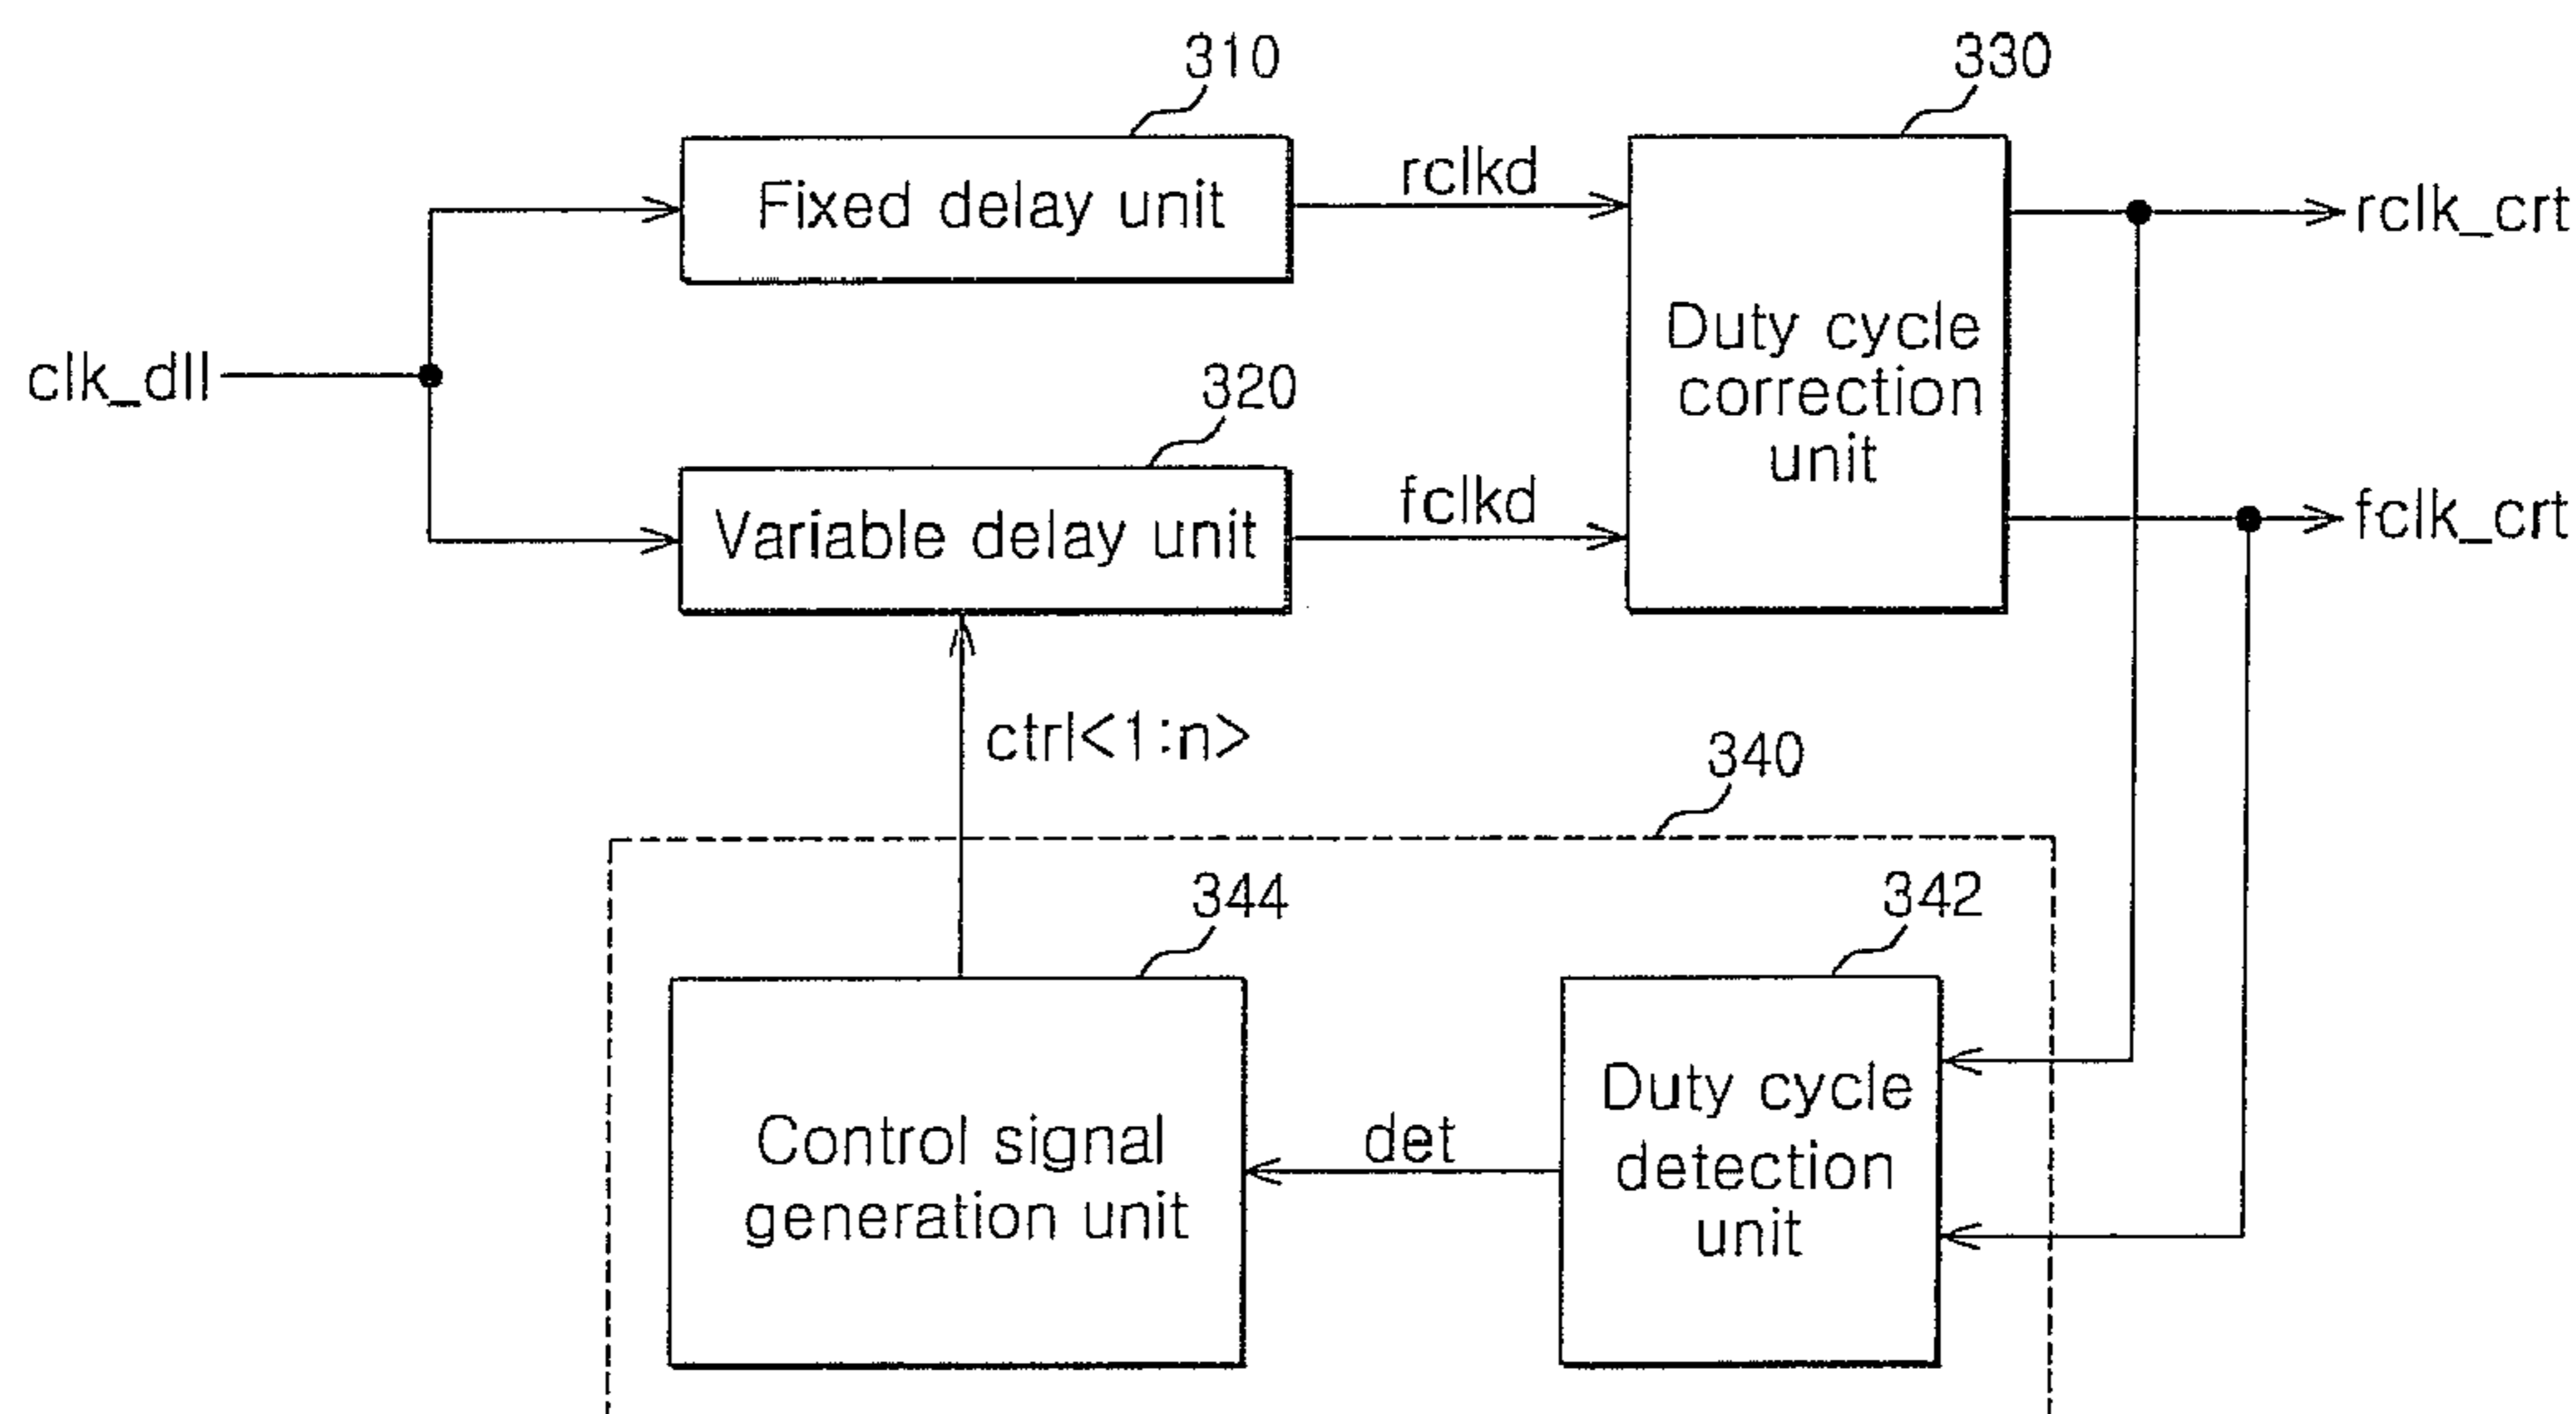 310
330
Fixed delay unit
rclkd
rclk_crt
Duty cycle
correction
unit
clk_dll
320
Variable delay unit
fclkd
fclk_crt
ctrl<1:n>
340
344
342
Control signal
generation unit
det
Duty cycle
detection
unit